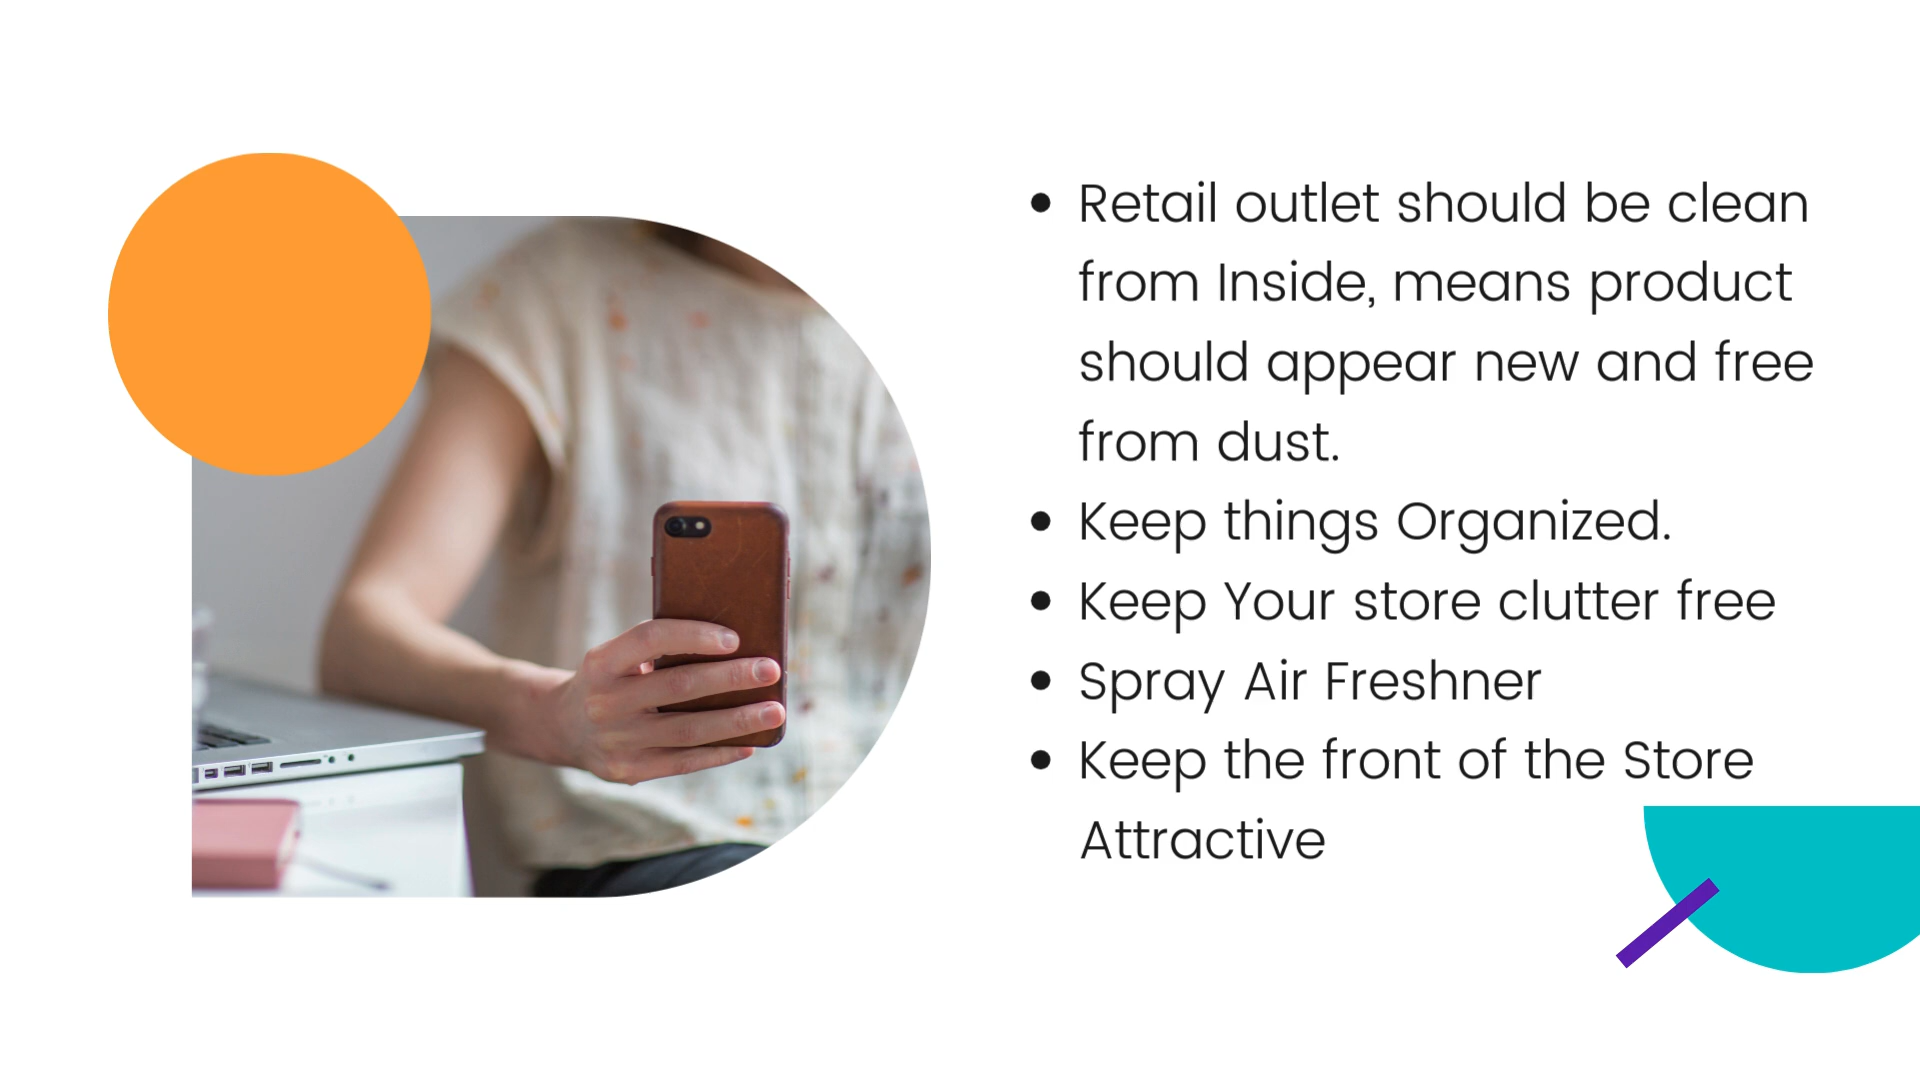 • Retail outlet should be clean
from Inside, means product
should appear new and free
from dust.
• Keep things Organized.
• Keep Your store clutter free
• Spray Air Freshner
• Keep the front of the Store
Attractive